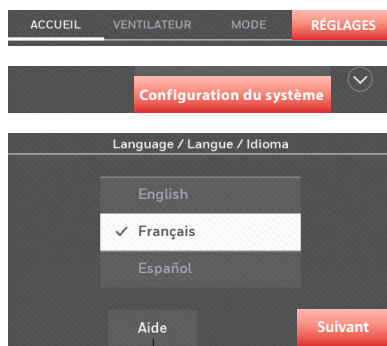 ACCUEIL VENTILATEUR MODE RÉGLAGES
Configuration du système
Language / Langue / Idioma
English
Français
Español
Aide Suivant